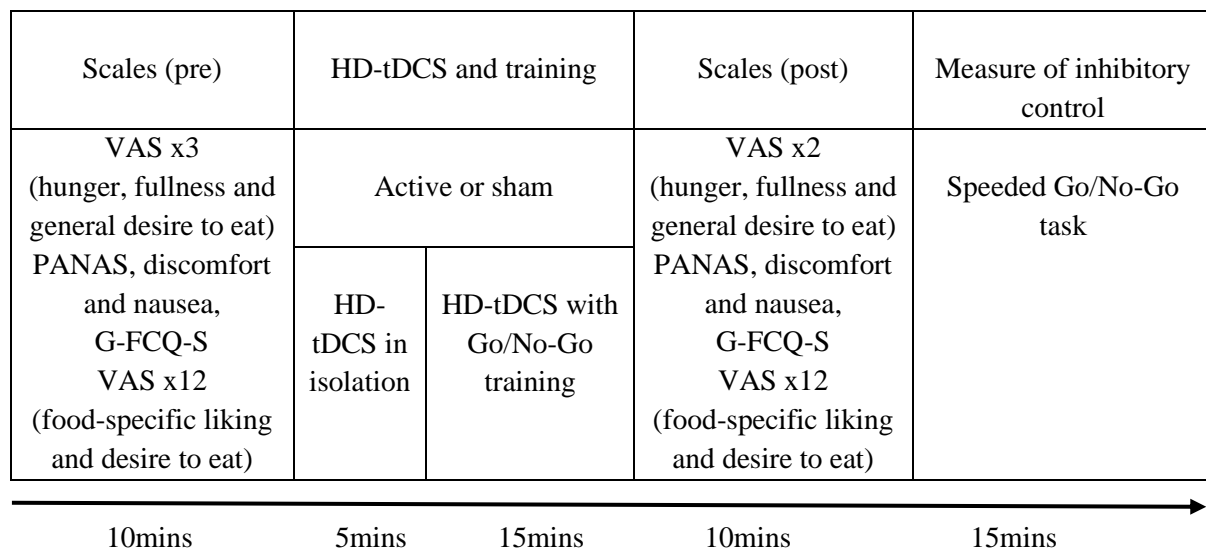 Scales (pre)
HD-tDCS and training
Scales (post)
Measure of inhibitory
control
VAS x3
(hunger, fullness and
general desire to eat)
PANAS, discomfort
and nausea,
G-FCQ-S
VAS x12
(food-specific liking
and desire to eat)
Active or sham
HD-
tDCS in
isolation
HD-tDCS with
Go/No-Go
training
VAS x2
(hunger, fullness and
general desire to eat)
PANAS, discomfort
and nausea,
G-FCQ-S
VAS x12
(food-specific liking
and desire to eat)
Speeded Go/No-Go
task
10mins
5mins
15mins
10mins
15mins